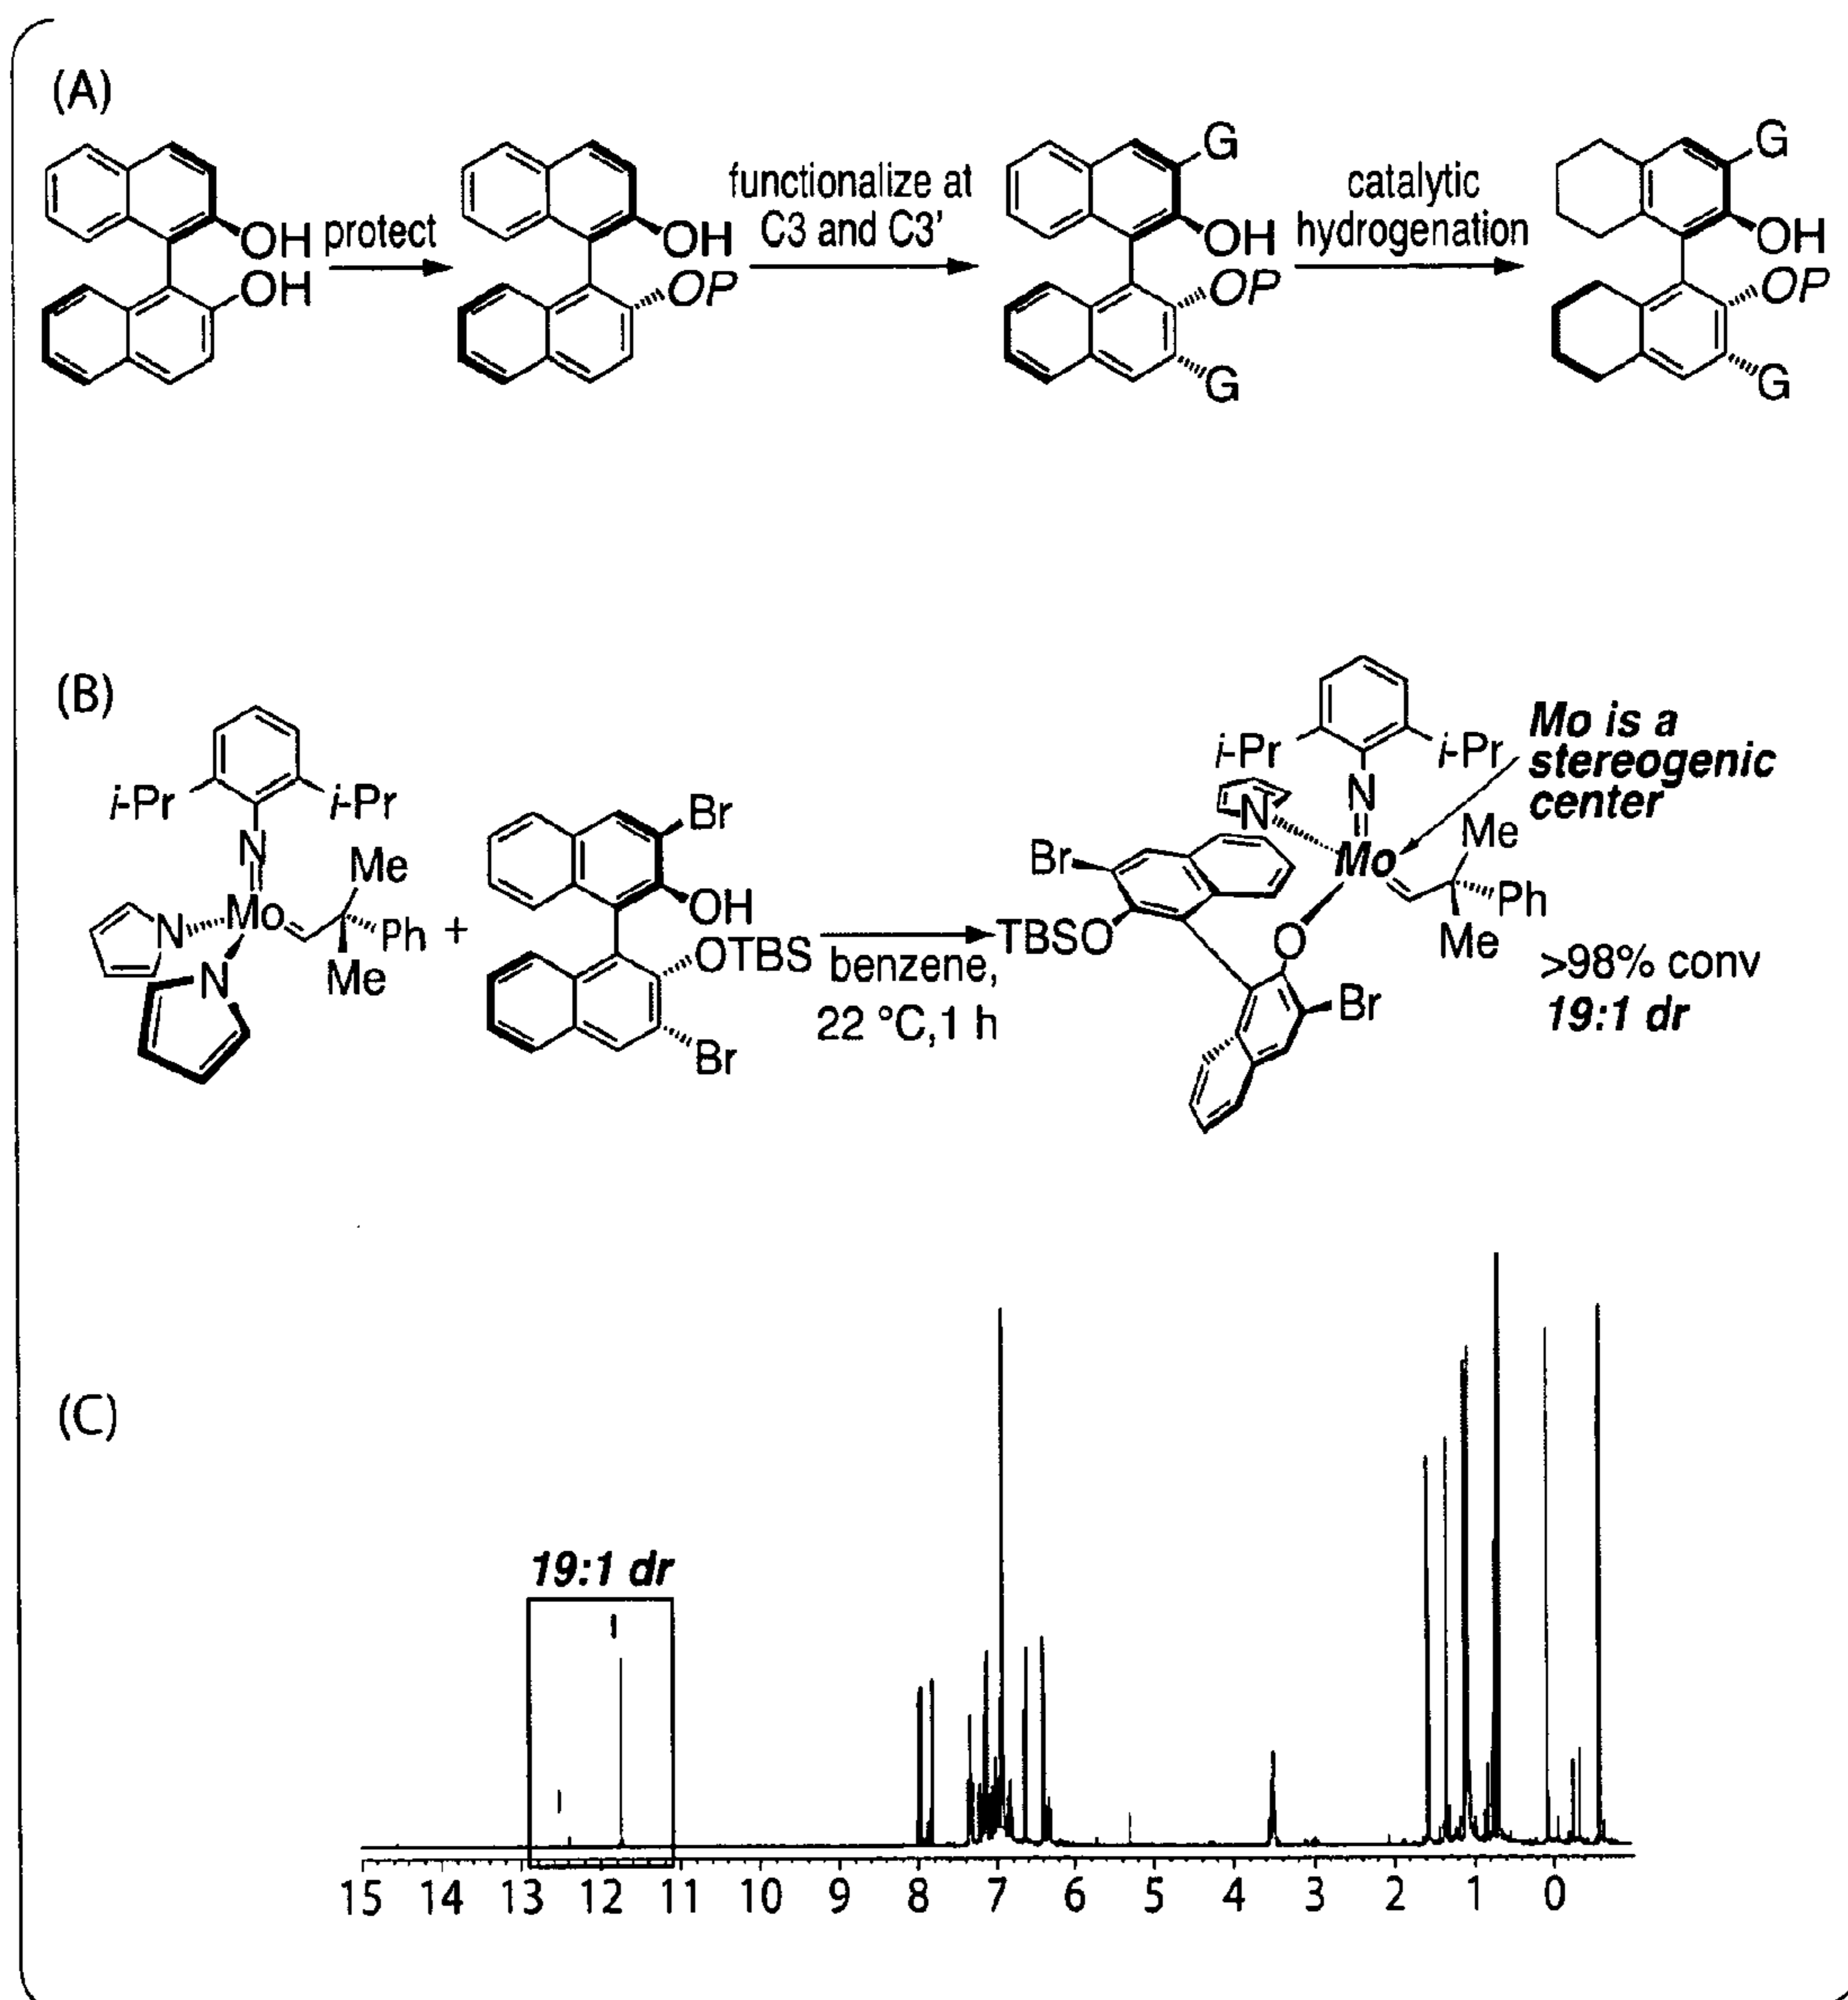 (A)
OH
OH
protect
OH
OP
functionalize at
C3 and C3'
G
OH
OP
G
catalytic
hydrogenation
G
OH
OP
G
(B)
i-Pr
i-Pr
N
Me
Mo
N
Ph
Me
N
+
Br
OH
OTBS
Br
benzene,
22 °C, 1 h
i-Pr
i-Pr
N
N
Mo is a
stereogenic
center
Me
Mo
Ph
Me
Br
TBSO
O
Br
>98% conv
19:1 dr
(C)
19:1 dr
15 14 13 12 11 10 9 8 7 6 5 4 3 2 1 0